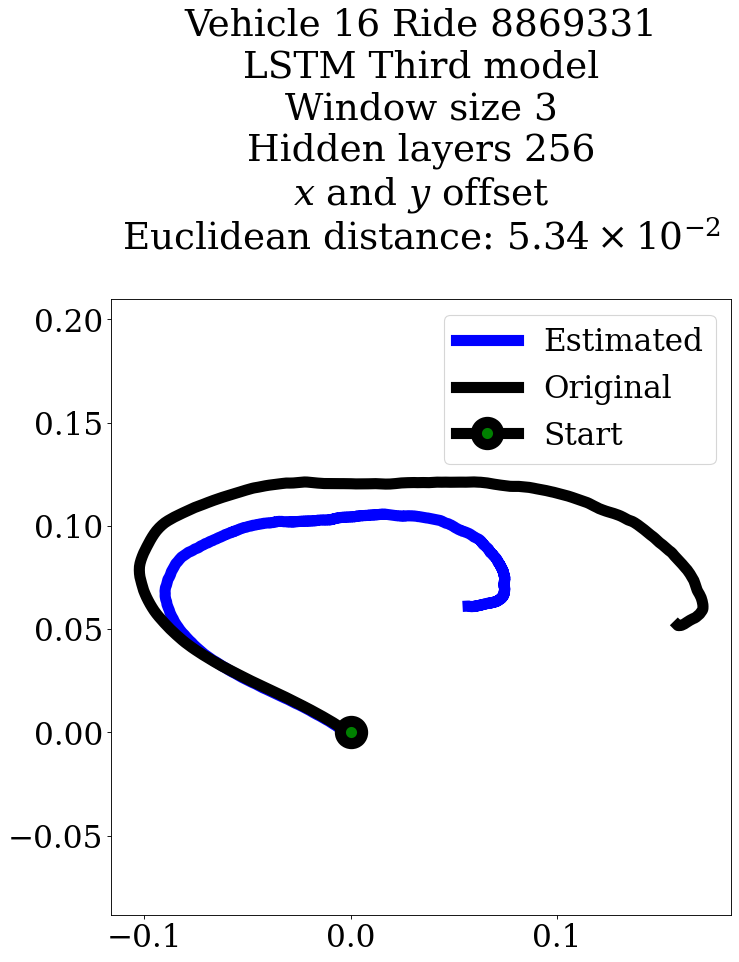 Vehicle 16 Ride 8869331
LSTM Third model
Window size 3
Hidden layers 256
x and y offset
Euclidean distance: 5.34 × 10⁻²
Estimated
Original
Start
0.20
0.15
0.10
0.05
0.00
−0.05
−0.1
0.0
0.1